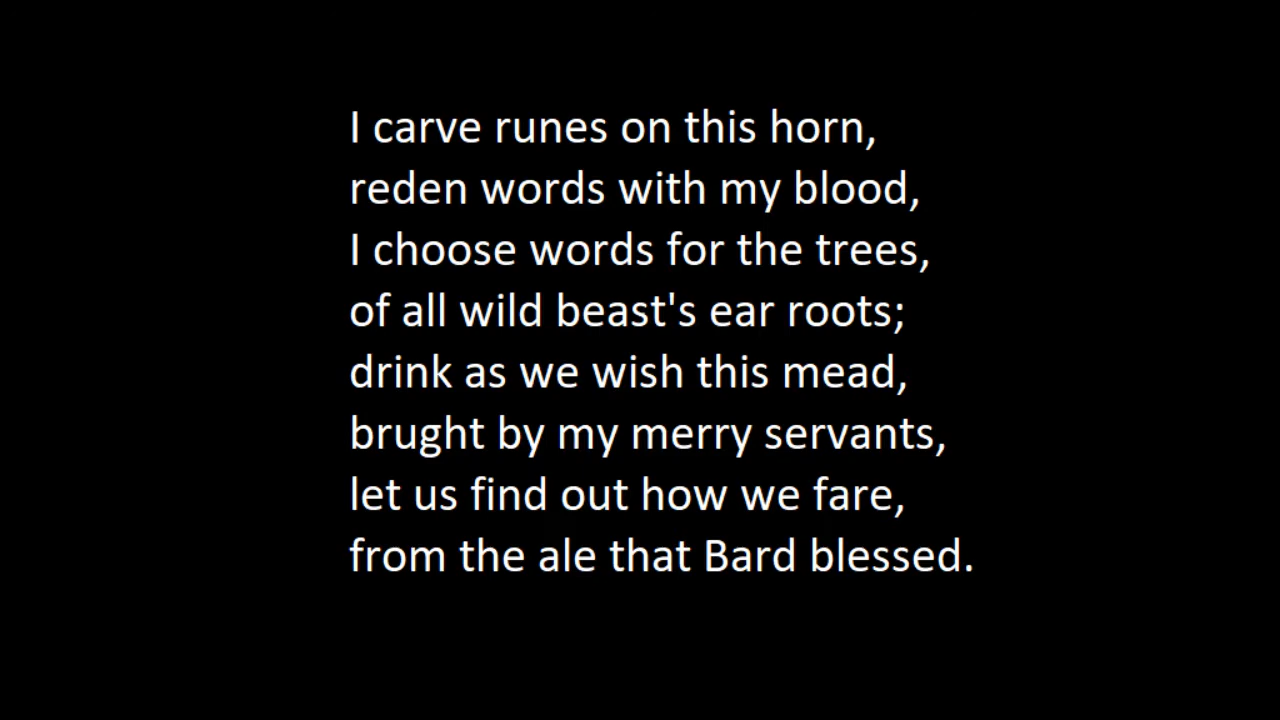 I carve runes on this horn,
reden words with my blood,
I choose words for the trees,
of all wild beast's ear roots;
drink as we wish this mead,
brught by my merry servants,
let us find out how we fare,
from the ale that Bard blessed.